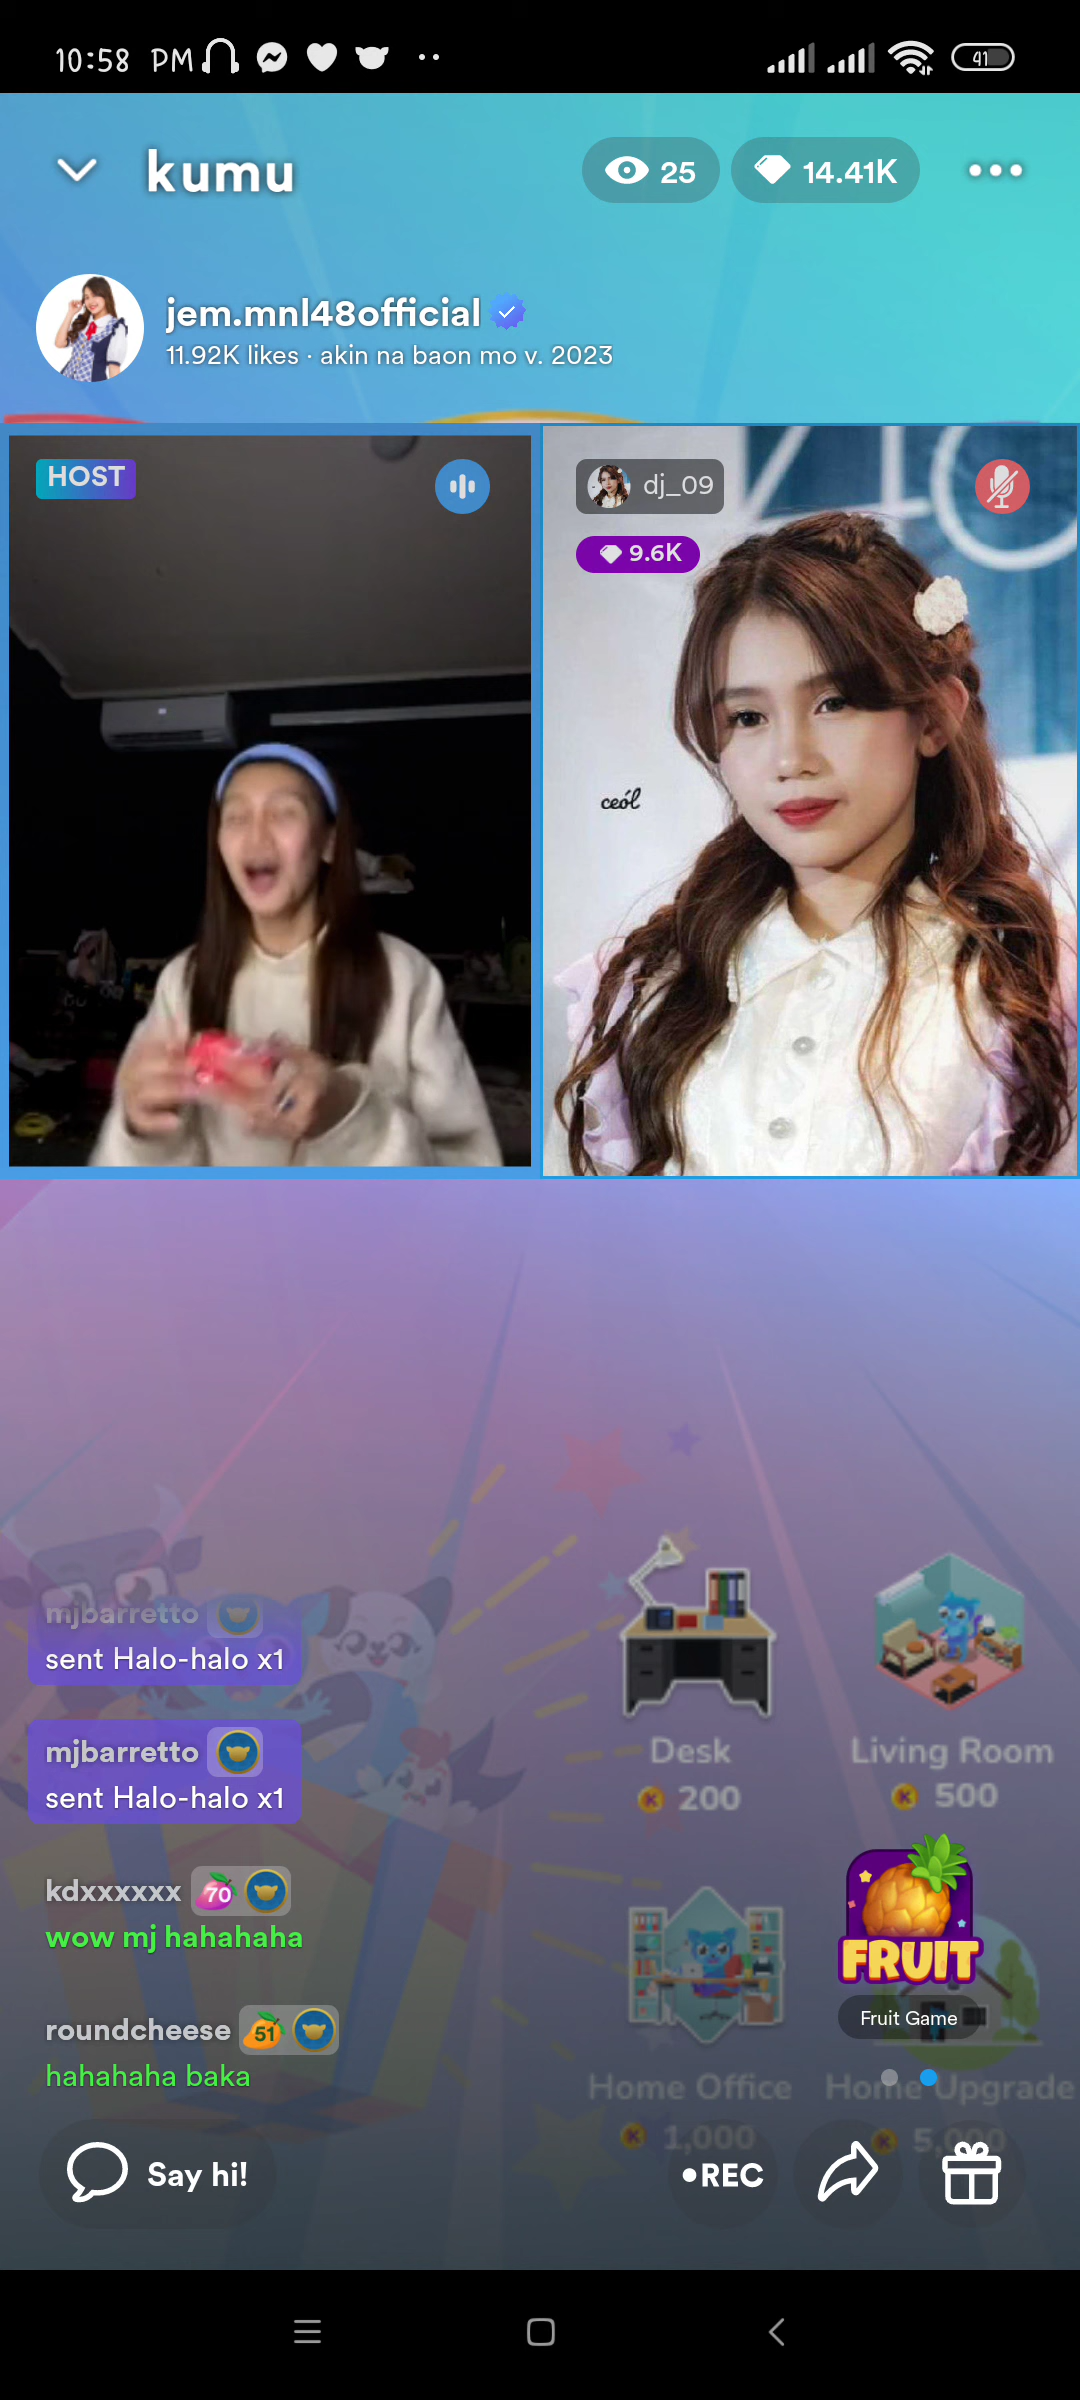 10:58 PM
41
kumu
25
14.41K
jem.mnl48official
11.92K likes · akin na baon mo v. 2023
HOST
dj_09
9.6K
ceól
mjbarretto
sent Halo-halo x1
mjbarretto
sent Halo-halo x1
kdxxxxxx 70
wow mj hahahaha
roundcheese 51
hahahaha baka
Desk
200
Living Room
500
FRUIT
Fruit Game
Home Office
1,000
Home Upgrade
5,000
Say hi!
•REC